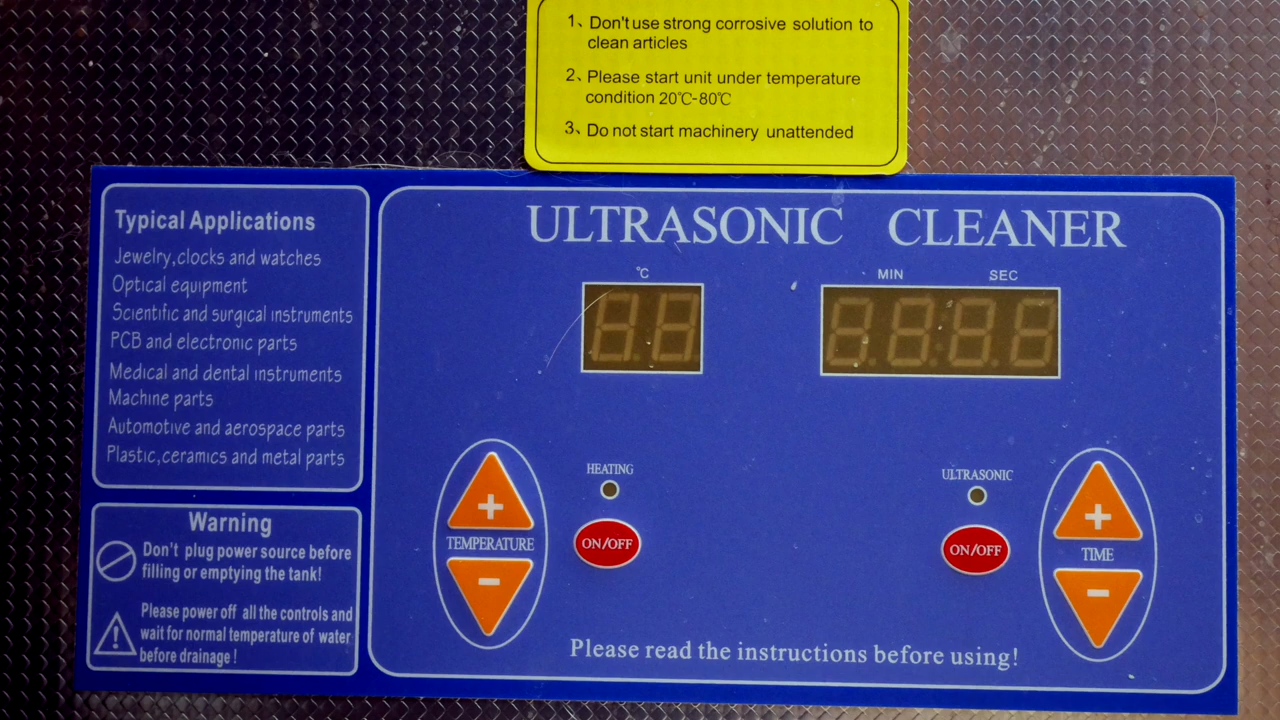 1、Don't use strong corrosive solution to
clean articles
2、Please start unit under temperature
condition 20℃-80℃
3、Do not start machinery unattended
Typical Applications
Jewelry,clocks and watches
Optical equipment
Scientific and surgical instruments
PCB and electronic parts
Medical and dental instruments
Machine parts
Automotive and aerospace parts
Plastic,ceramics and metal parts
Warning
Don't plug power source before
filling or emptying the tank!
Please power off all the controls and
wait for normal temperature of water
before drainage!
ULTRASONIC CLEANER
℃
MIN SEC
HEATING
ON/OFF
+
TEMPERATURE
-
ULTRASONIC
ON/OFF
+
TIME
-
Please read the instructions before using!